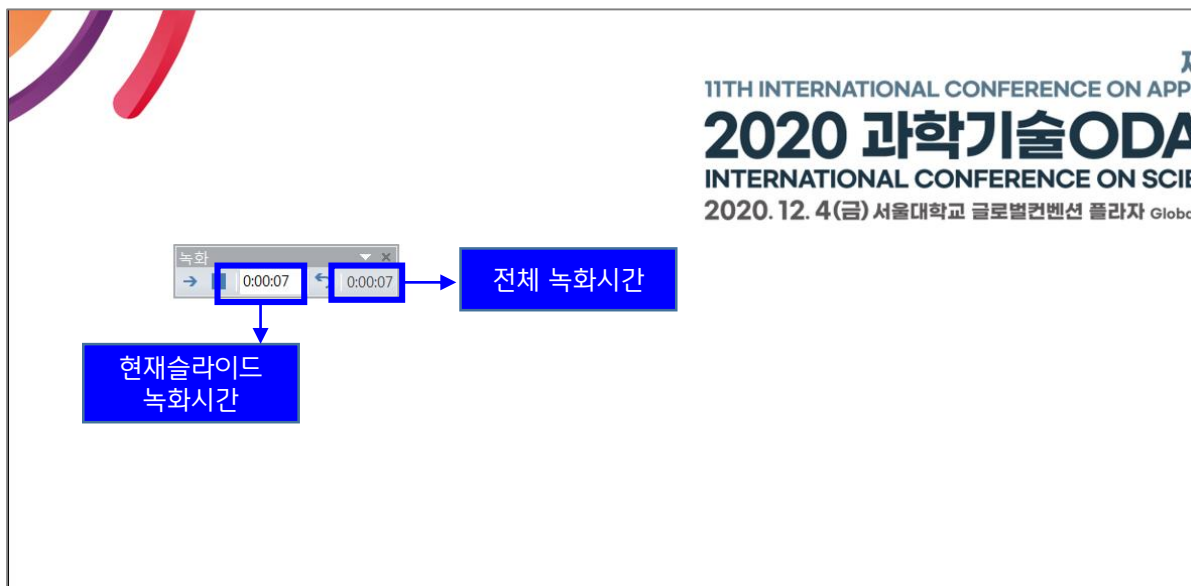 11TH INTERNATIONAL CONFERENCE ON
2020 과학기술ODA
INTERNATIONAL CONFERENCE ON
2020. 12. 4(금) 서울대학교 글로벌컨벤션 플라자
녹화
0:00:07 0:00:07
전체 녹화시간
현재슬라이드
녹화시간